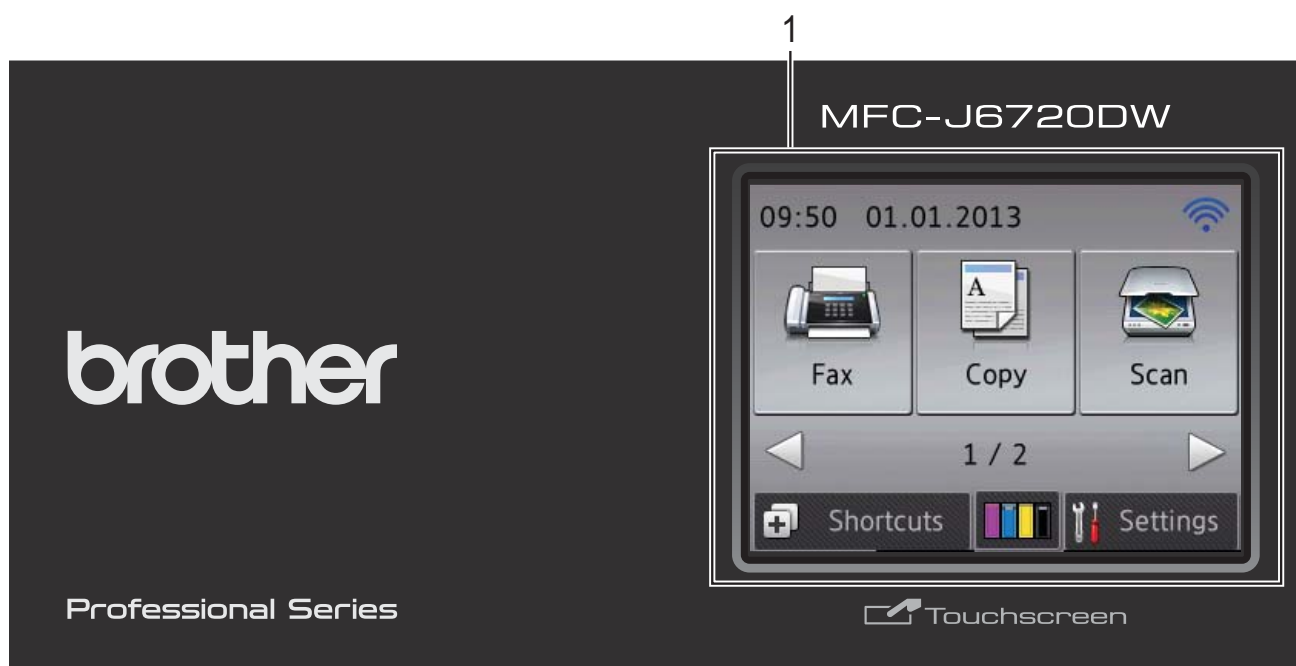 1
MFC-J6720DW
09:50 01.01.2013
A
Fax Copy Scan
1 / 2
Shortcuts Settings
brother
Professional Series
Touchscreen